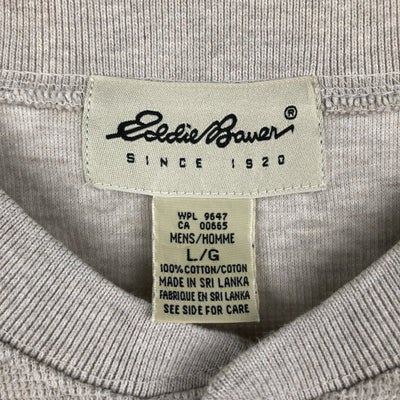 Eddie Bauer®
SINCE 1920
WPL 9647
CA 00665
MENS/HOMME
L/G
100% COTTON/COTON
MADE IN SRI LANKA
FABRIQUE EN SRI LANKA
SEE SIDE FOR CARE